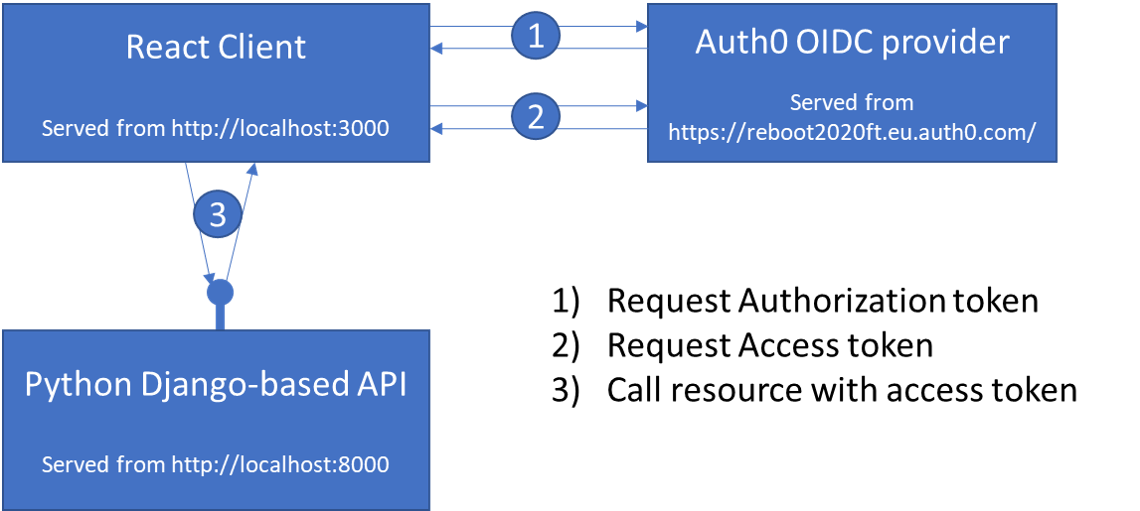 React Client
Served from http://localhost:3000
1
2
Auth0 OIDC provider
Served from
https://reboot2020ft.eu.auth0.com/
3
1) Request Authorization token
2) Request Access token
3) Call resource with access token
Python Django-based API
Served from http://localhost:8000